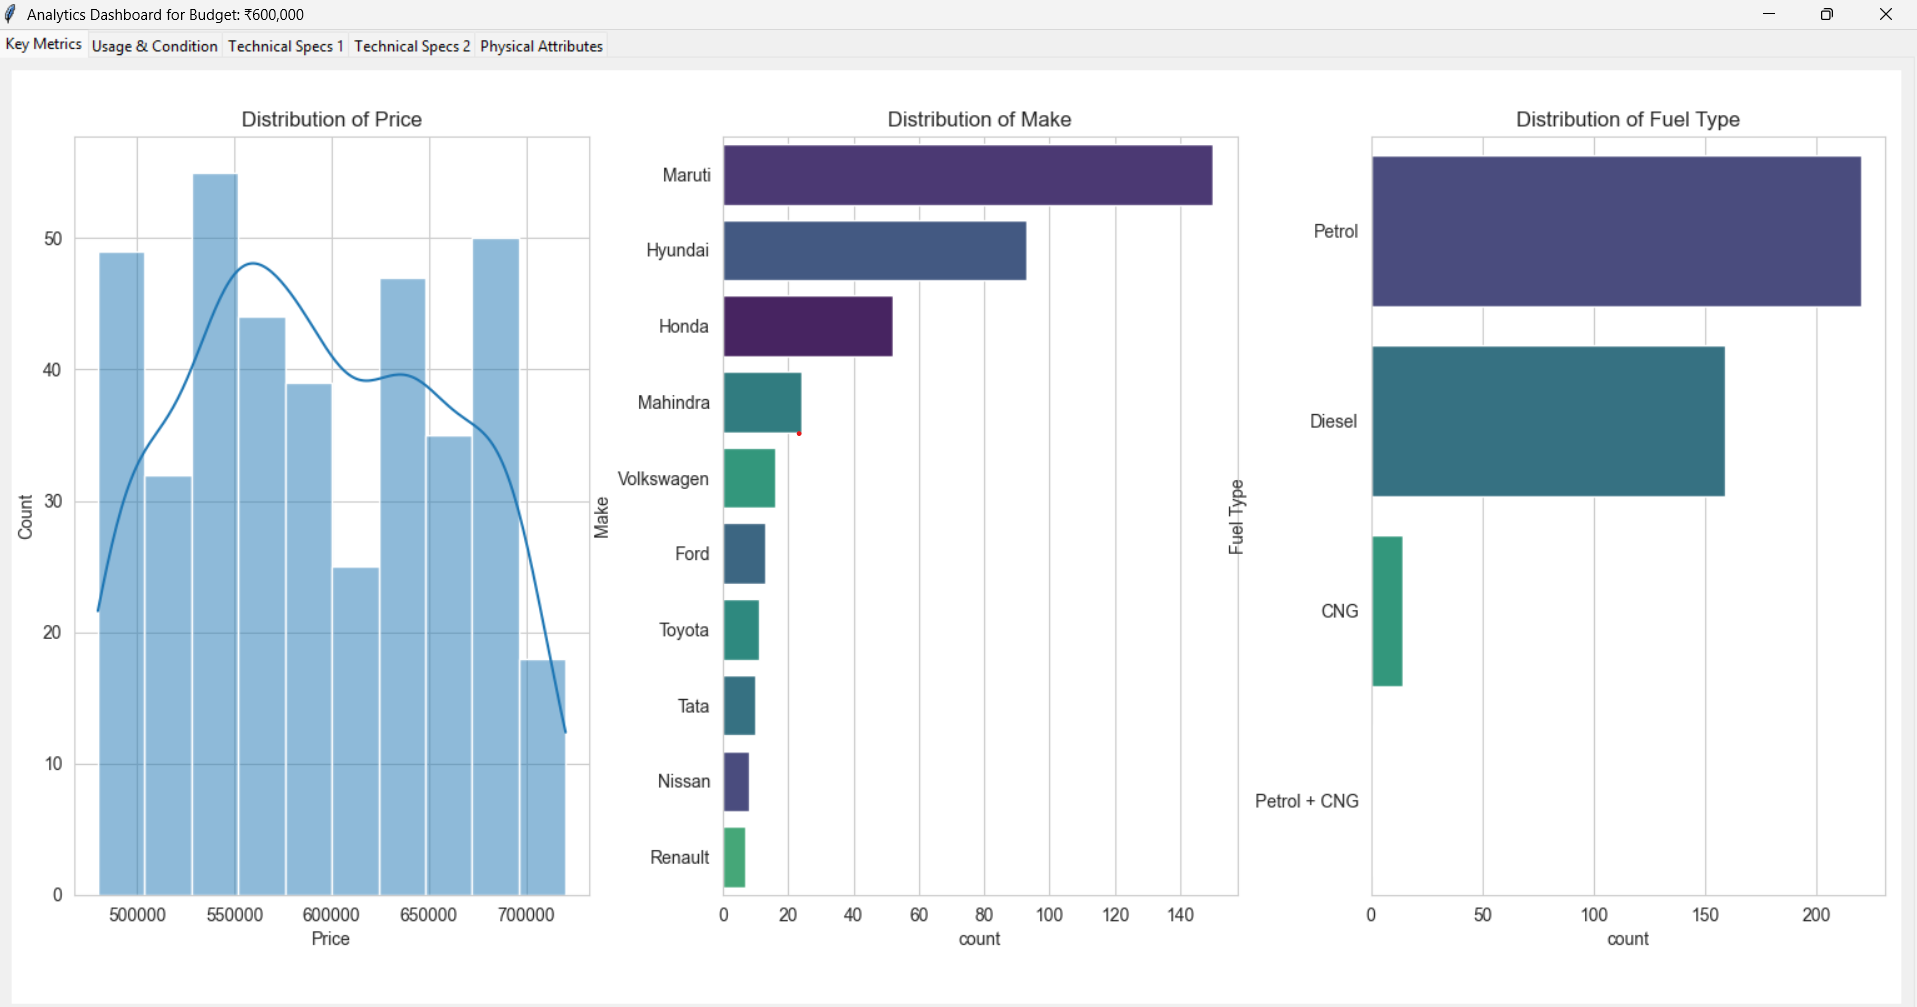 Analytics Dashboard for Budget: ₹600,000
Key Metrics
Usage & Condition
Technical Specs 1
Technical Specs 2
Physical Attributes
Distribution of Price
Count
50
40
30
20
10
0
500000
550000
600000
650000
700000
Price
Distribution of Make
Make
Maruti
Hyundai
Honda
Mahindra
Volkswagen
Ford
Toyota
Tata
Nissan
Renault
0
20
40
60
80
100
120
140
count
Distribution of Fuel Type
Fuel Type
Petrol
Diesel
CNG
Petrol + CNG
0
50
100
150
200
count